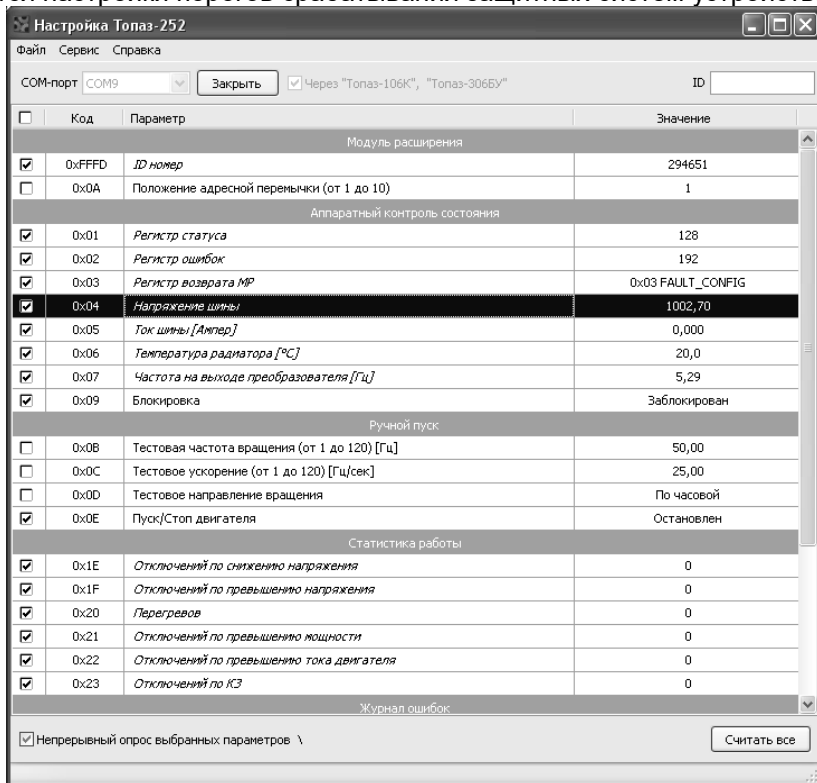 настройки порогов срабатывания защитных систем устройств
Настройка Топаз-252
Файл Сервис Справка
COM-порт COM9 Закрыть Через "Топаз-106К", "Топаз-306БУ" ID
Код Параметр Значение
Модуль расширения
0xFFFD ID номер 294651
0x0A Положение адресной перемычки (от 1 до 10) 1
Аппаратный контроль состояния
0x01 Регистр статуса 128
0x02 Регистр ошибок 192
0x03 Регистр возврата МР 0x03 FAULT_CONFIG
0x04 Напряжение шины 1002,70
0x05 Ток шины [Ампер] 0,000
0x06 Температура радиатора [°С] 20,0
0x07 Частота на выходе преобразователя [Гц] 5,29
0x09 Блокировка Заблокирован
Ручной пуск
0x0B Тестовая частота вращения (от 1 до 120) [Гц] 50,00
0x0C Тестовое ускорение (от 1 до 120) [Гц/сек] 25,00
0x0D Тестовое направление вращения По часовой
0x0E Пуск/Стоп двигателя Остановлен
Статистика работы
0x1E Отключений по снижению напряжения 0
0x1F Отключений по превышению напряжения 0
0x20 Перегревов 0
0x21 Отключений по превышению мощности 0
0x22 Отключений по превышению тока двигателя 0
0x23 Отключений по КЗ 0
Журнал ошибок
Непрерывный опрос выбранных параметров \ Считать все